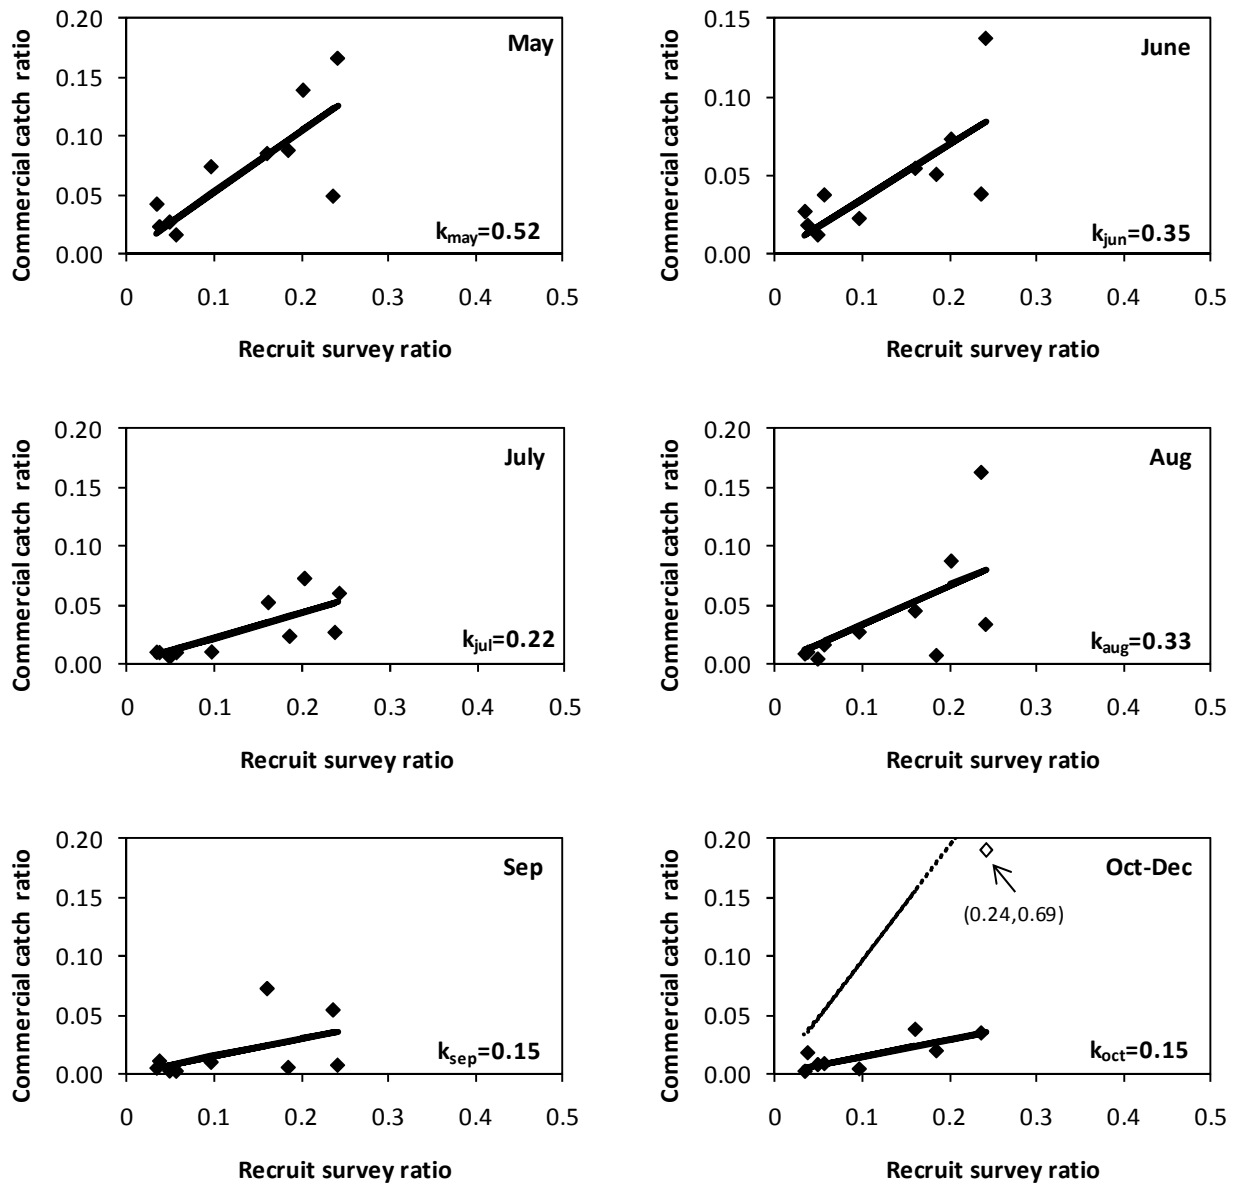 May
Commercial catch ratio
0.20
0.15
0.10
0.05
0.00
k_may=0.52
0 0.1 0.2 0.3 0.4 0.5
Recruit survey ratio
June
Commercial catch ratio
0.15
0.10
0.05
0.00
k_jun=0.35
0 0.1 0.2 0.3 0.4 0.5
Recruit survey ratio
July
Commercial catch ratio
0.20
0.15
0.10
0.05
0.00
k_jul=0.22
0 0.1 0.2 0.3 0.4 0.5
Recruit survey ratio
Aug
Commercial catch ratio
0.20
0.15
0.10
0.05
0.00
k_aug=0.33
0 0.1 0.2 0.3 0.4 0.5
Recruit survey ratio
Sep
Commercial catch ratio
0.20
0.15
0.10
0.05
0.00
k_sep=0.15
0 0.1 0.2 0.3 0.4 0.5
Recruit survey ratio
Oct-Dec
Commercial catch ratio
0.20
0.15
0.10
0.05
0.00
(0.24,0.69)
k_oct=0.15
0 0.1 0.2 0.3 0.4 0.5
Recruit survey ratio